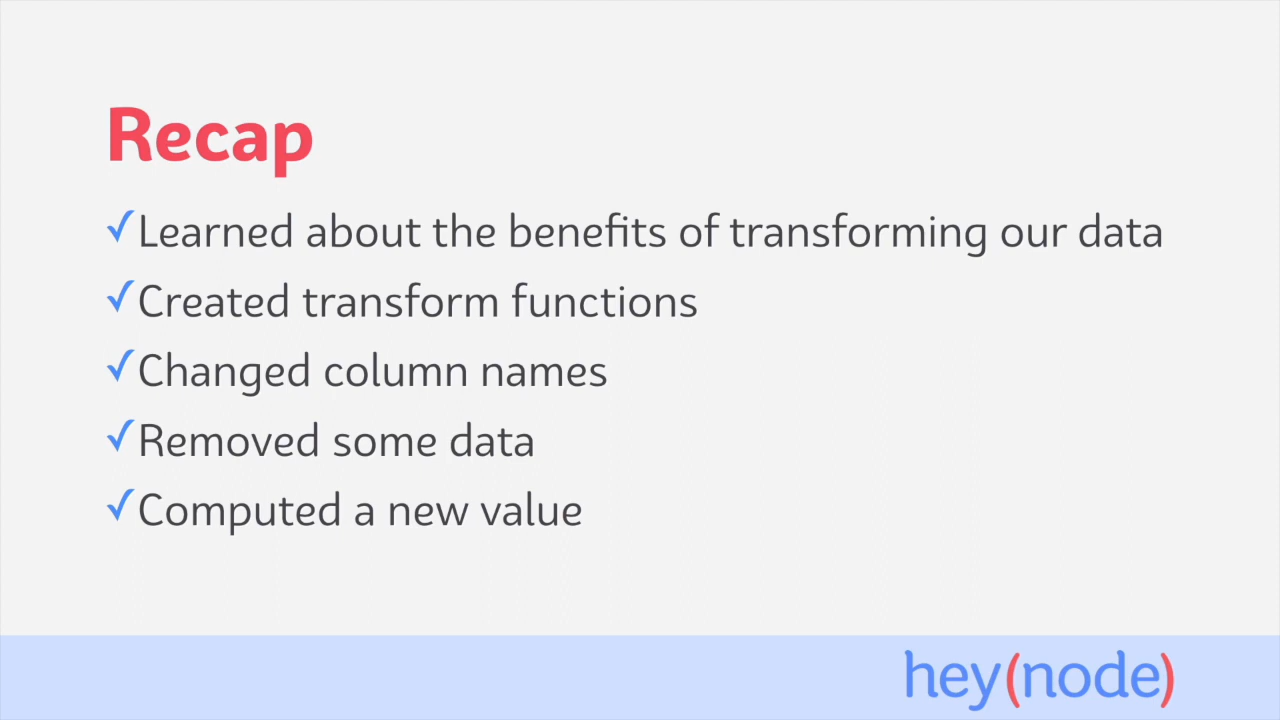 Recap
✓Learned about the benefits of transforming our data
✓Created transform functions
✓Changed column names
✓Removed some data
✓Computed a new value
hey(node)